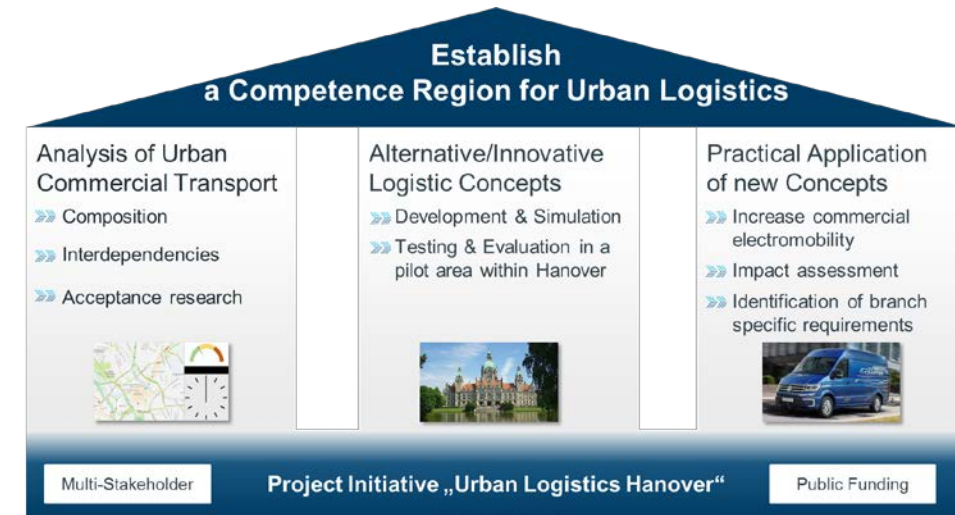 Establish
a Competence Region for Urban Logistics
Analysis of Urban
Commercial Transport
Composition
Interdependencies
Acceptance research
Alternative/Innovative
Logistic Concepts
Development & Simulation
Testing & Evaluation in a
pilot area within Hanover
Practical Application
of new Concepts
Increase commercial
electromobility
Impact assessment
Identification of branch
specific requirements
Multi-Stakeholder
Project Initiative „Urban Logistics Hanover“
Public Funding